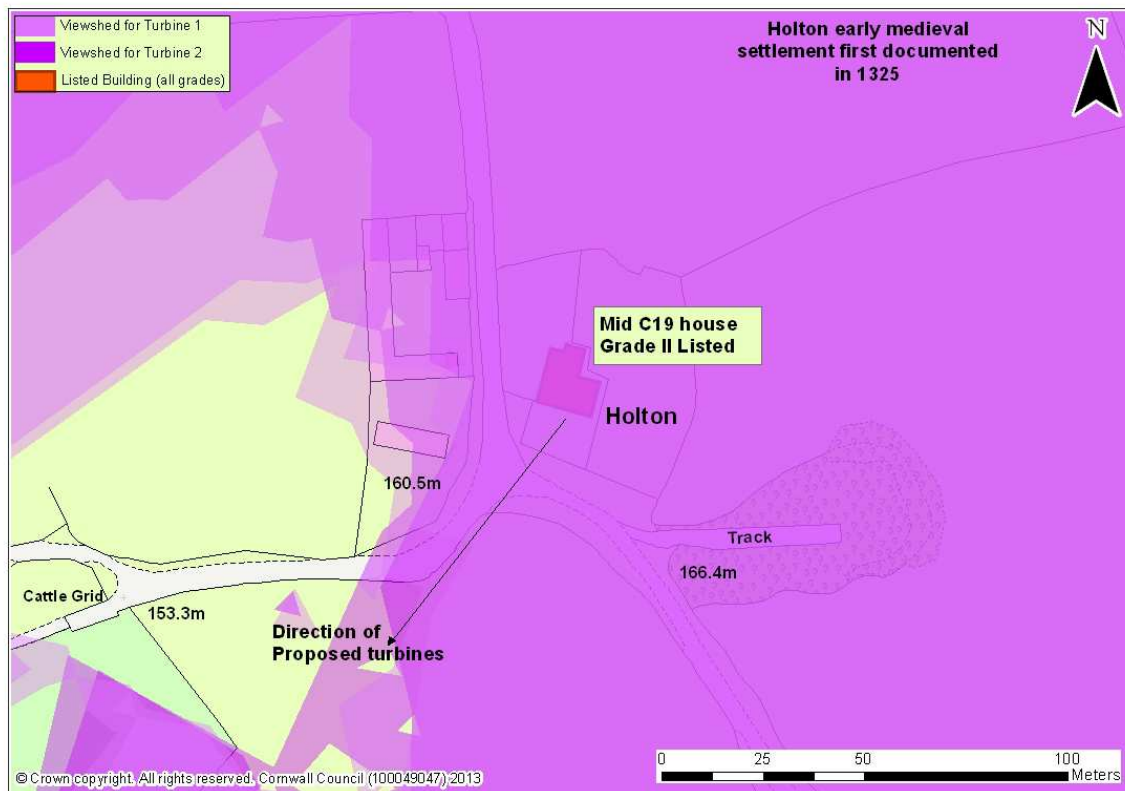 Viewshed for Turbine 1
Viewshed for Turbine 2
Listed Building (all grades)
Holton early medieval
settlement first documented
in 1325
N
Mid C19 house
Grade II Listed
Holton
160.5m
Track
166.4m
Cattle Grid
153.3m
Direction of
Proposed turbines
0 25 50 100
Meters
© Crown copyright. All rights reserved. Cornwall Council (100049047) 2013